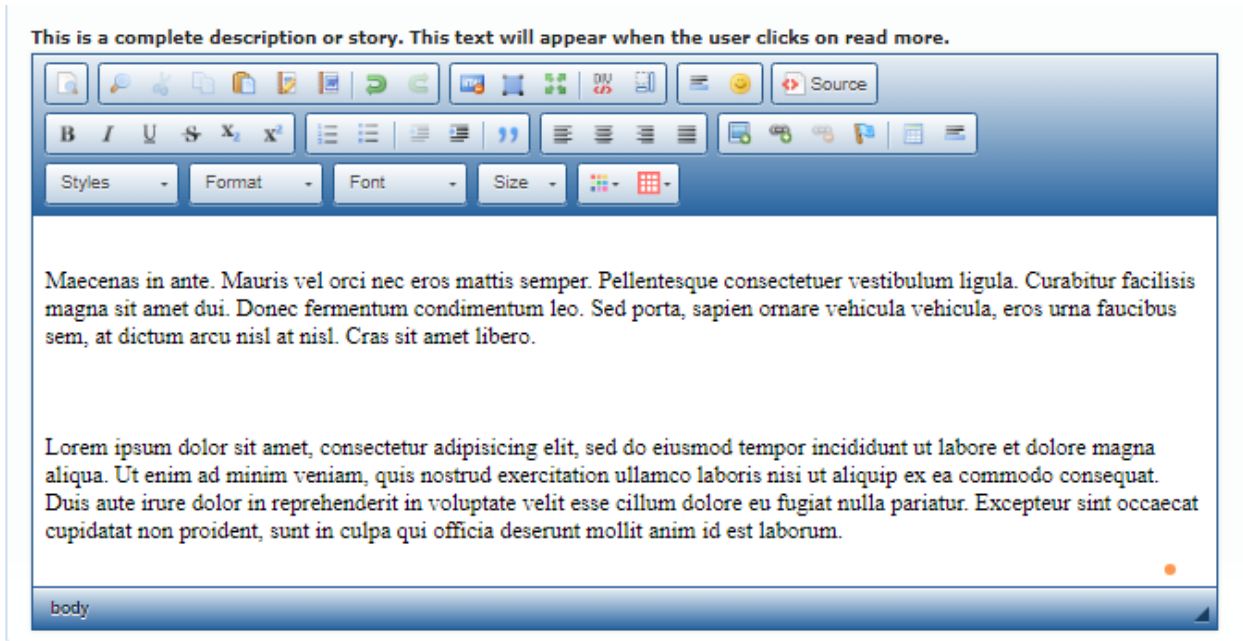 This is a complete description or story. This text will appear when the user clicks on read more.
Source
B I U S X₂ X²
Styles Format Font Size
Maecenas in ante. Mauris vel orci nec eros mattis semper. Pellentesque consectetuer vestibulum ligula. Curabitur facilisis
magna sit amet dui. Donec fermentum condimentum leo. Sed porta, sapien ornare vehicula vehicula, eros urna faucibus
sem, at dictum arcu nisl at nisl. Cras sit amet libero.
Lorem ipsum dolor sit amet, consectetur adipisicing elit, sed do eiusmod tempor incididunt ut labore et dolore magna
aliqua. Ut enim ad minim veniam, quis nostrud exercitation ullamco laboris nisi ut aliquip ex ea commodo consequat.
Duis aute irure dolor in reprehenderit in voluptate velit esse cillum dolore eu fugiat nulla pariatur. Excepteur sint occaecat
cupidatat non proident, sunt in culpa qui officia deserunt mollit anim id est laborum.
body